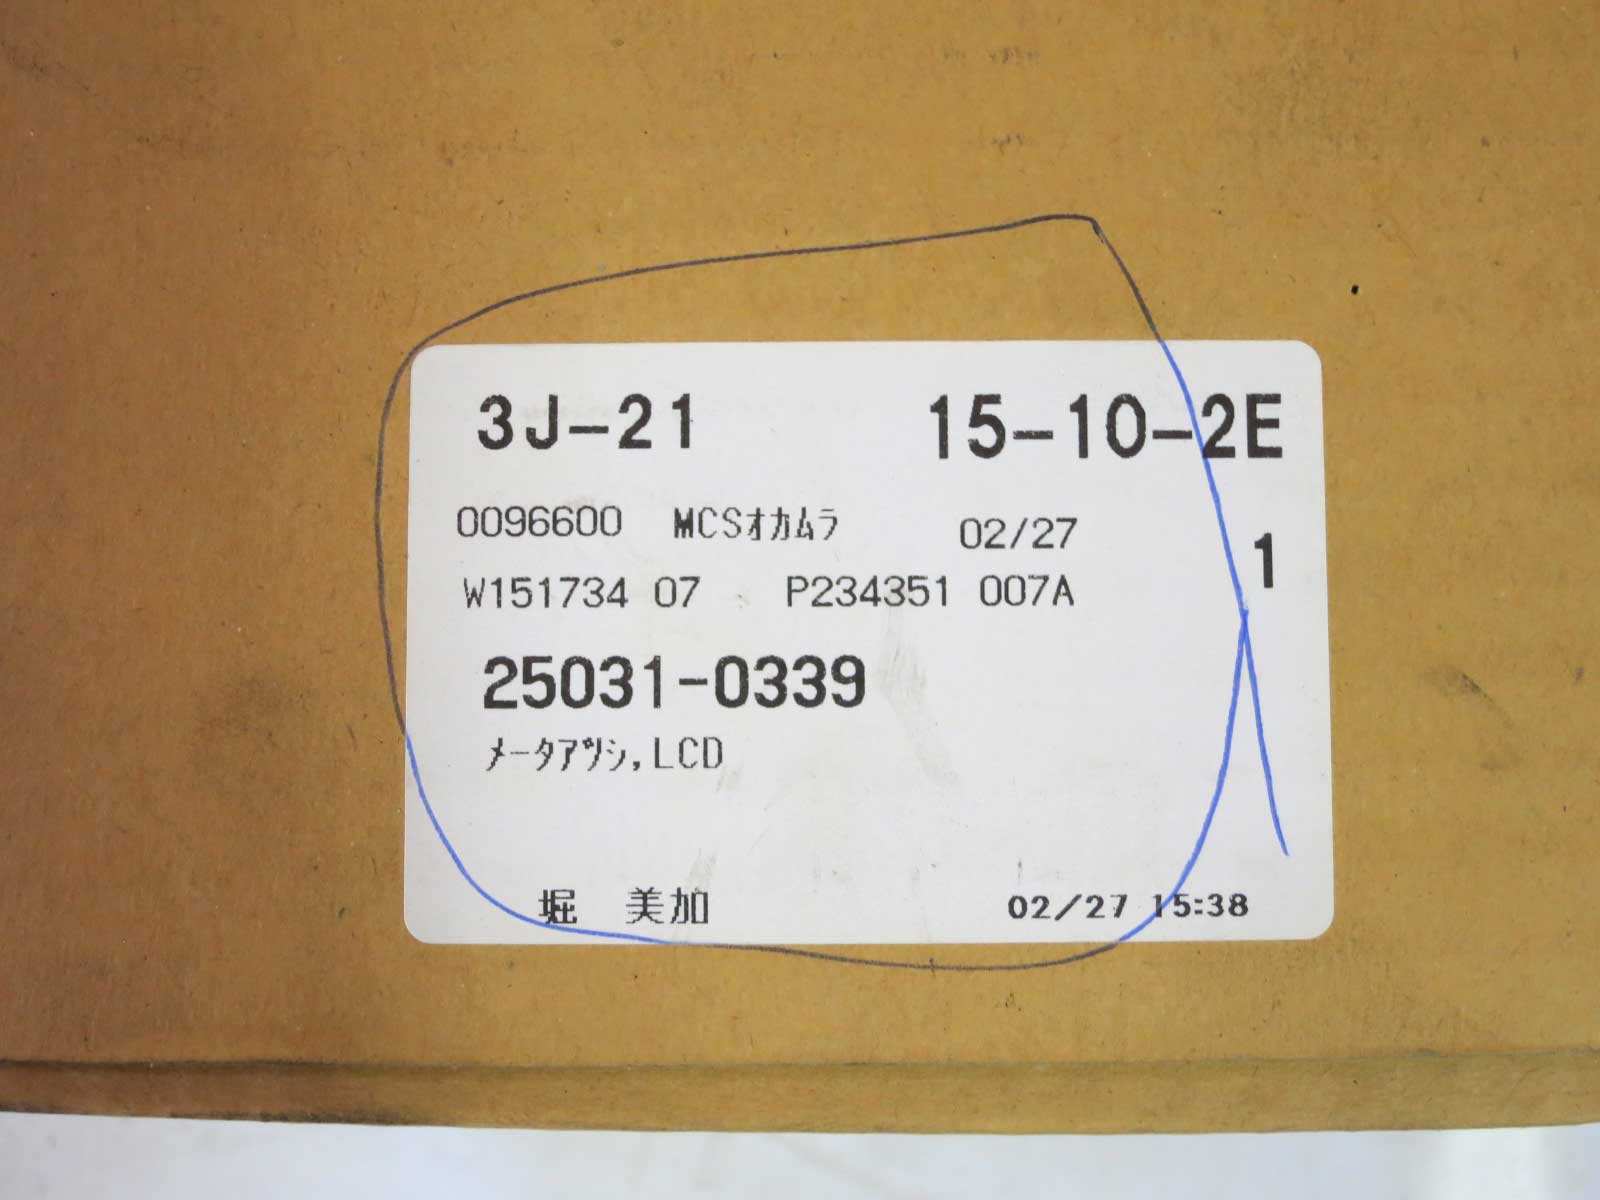 3J-21 15-10-2E
0096600 MCSｵｶﾑﾗ 02/27
1
W151734 07 P234351 007A
25031-0339
ﾒｰﾀｱﾂｼ,LCD
堀 美加 02/27 15:38